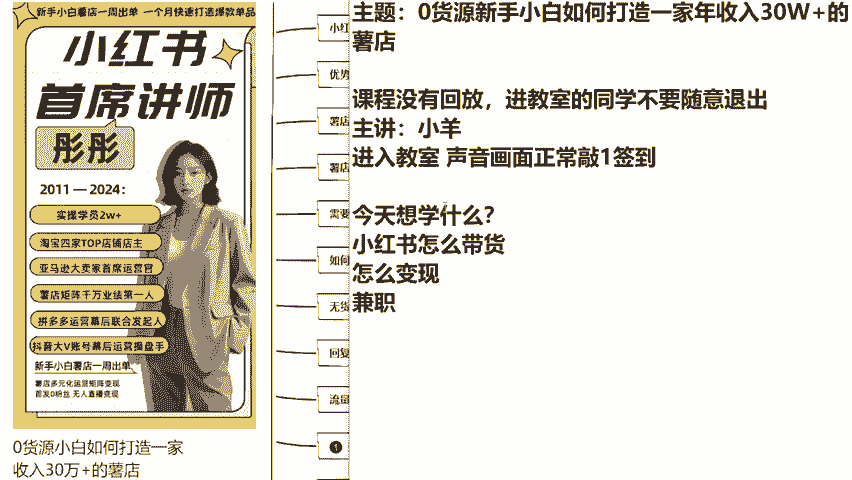 新手小白薯店一周出单 一个月快速打造爆款单品
小红书
首席讲师
彤彤
2011 — 2024：
实操学员2w+
淘宝四家TOP店铺店主
亚马逊大卖家首席运营官
薯店矩阵千万业绩第一人
拼多多运营幕后联合发起人
抖音大V账号幕后运营操盘手
新手小白薯店一周出单
薯店多元化运营矩阵变现
首发0粉丝 无人直播变现
0货源小白如何打造一家
收入30万+的薯店
小红
优势
薯店
薯店
需要
如何
无货
回复
流量
1
主题：0货源新手小白如何打造一家年收入30W+的
薯店
课程没有回放，进教室的同学不要随意退出
主讲：小羊
进入教室 声音画面正常敲1签到
今天想学什么？
小红书怎么带货
怎么变现
兼职